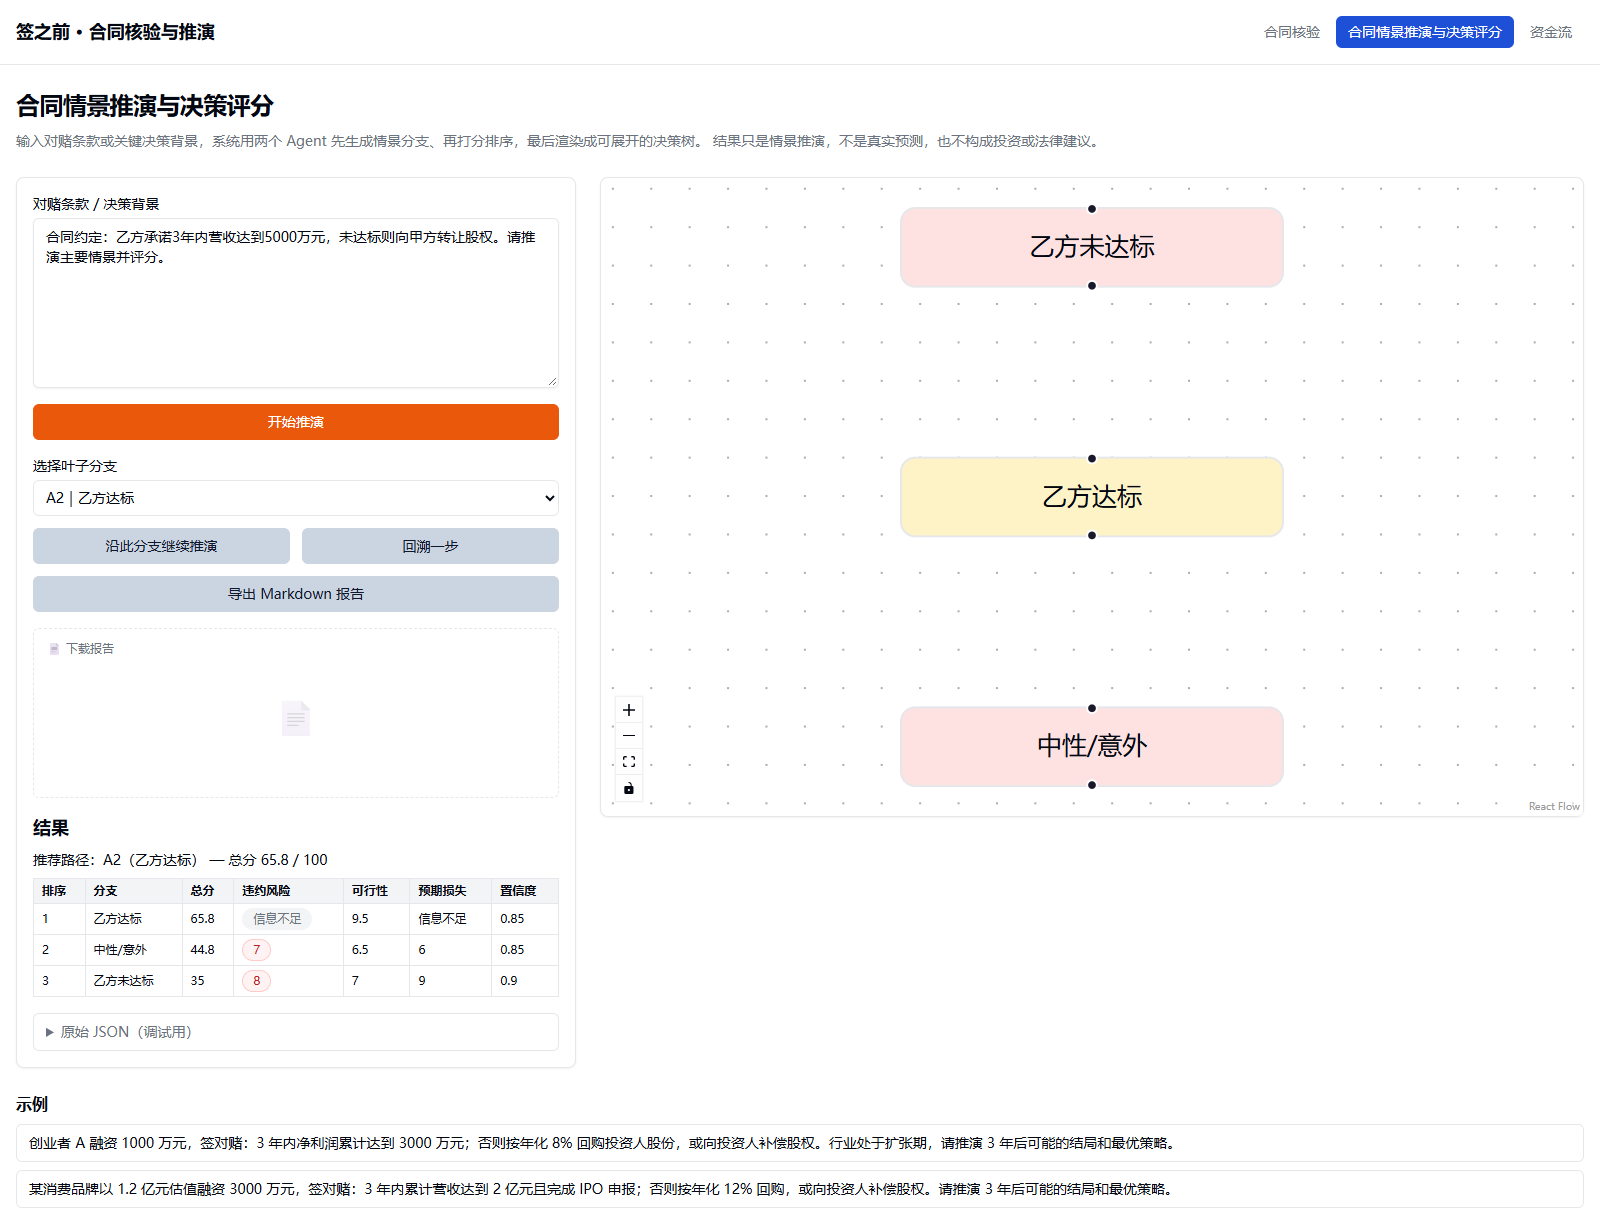 签之前 • 合同核验与推演
合同核验
合同情景推演与决策评分
资金流
合同情景推演与决策评分
输入对赌条款或关键决策背景，系统用两个 Agent 先生成情景分支、再打分排序，最后渲染成可展开的决策树。 结果只是情景推演，不是真实预测，也不构成投资或法律建议。
对赌条款 / 决策背景
合同约定：乙方承诺3年内营收达到5000万元，未达标则向甲方转让股权。请推
演主要情景并评分。
开始推演
选择叶子分支
A2 | 乙方达标
沿此分支继续推演
回溯一步
导出 Markdown 报告
下载报告
结果
推荐路径：A2（乙方达标） — 总分 65.8 / 100
排序 分支 总分 违约风险 可行性 预期损失 置信度
1 乙方达标 65.8 信息不足 9.5 信息不足 0.85
2 中性/意外 44.8 7 6.5 6 0.85
3 乙方未达标 35 8 7 9 0.9
▶ 原始 JSON（调试用）
乙方未达标
乙方达标
中性/意外
React Flow
示例
创业者 A 融资 1000 万元，签对赌：3 年内净利润累计达到 3000 万元；否则按年化 8% 回购投资人股份，或向投资人补偿股权。行业处于扩张期，请推演 3 年后可能的结局和最优策略。
某消费品牌以 1.2 亿元估值融资 3000 万元，签对赌：3 年内累计营收达到 2 亿元且完成 IPO 申报；否则按年化 12% 回购，或向投资人补偿股权。请推演 3 年后可能的结局和最优策略。